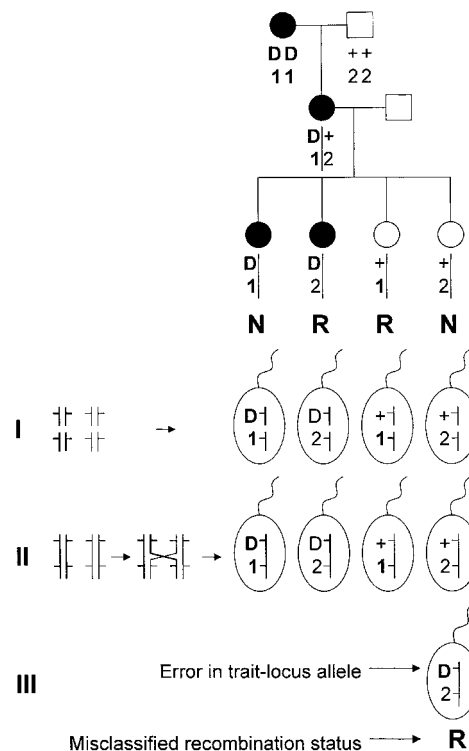 DD ++
11 22
D+
12
D D + +
1 2 1 2
N R R N
I D D + +
1 2 1 2
II D D + +
1 2 1 2
Error in trait-locus allele D
III 2
Misclassified recombination status R